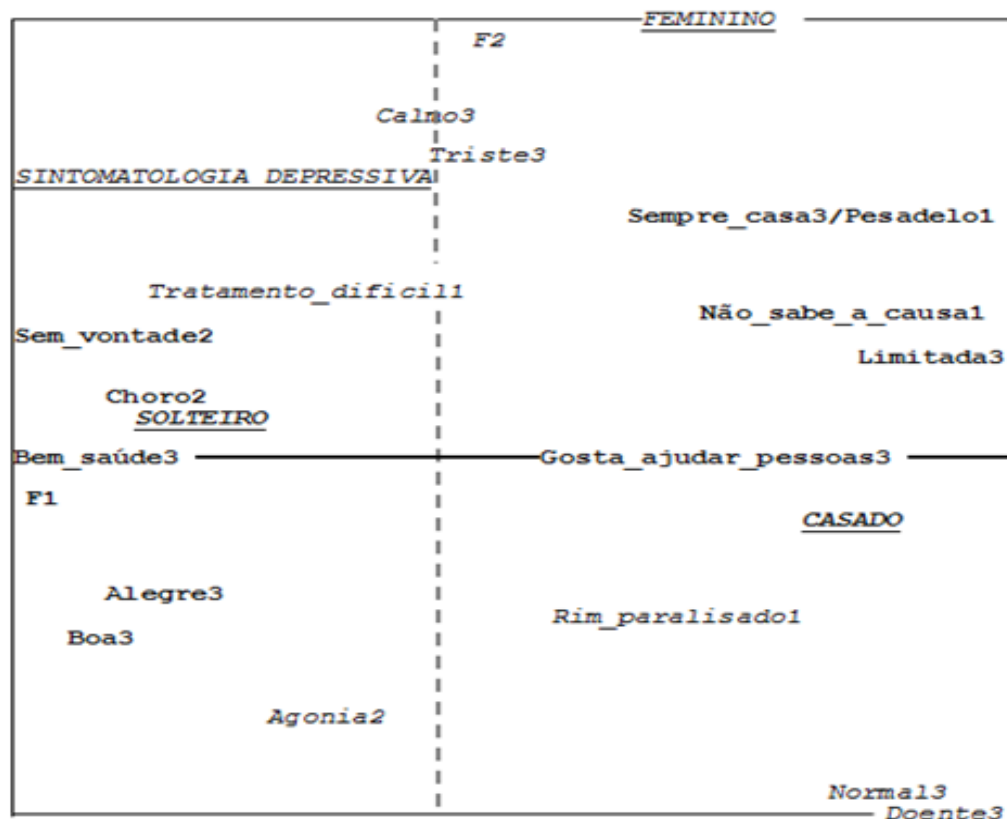 FEMININO
F2
Calmo3
Triste3
SINTOMATOLOGIA DEPRESSIVA
Sempre_casa3/Pesadelo1
Tratamento_dificil1
Não_sabe_a_causa1
Sem_vontade2
Limitada3
Choro2
SOLTEIRO
Bem_saúde3 Gosta_ajudar_pessoas3
F1
CASADO
Alegre3
Rim_paralisado1
Boa3
Agonia2
Normal3
Doente3